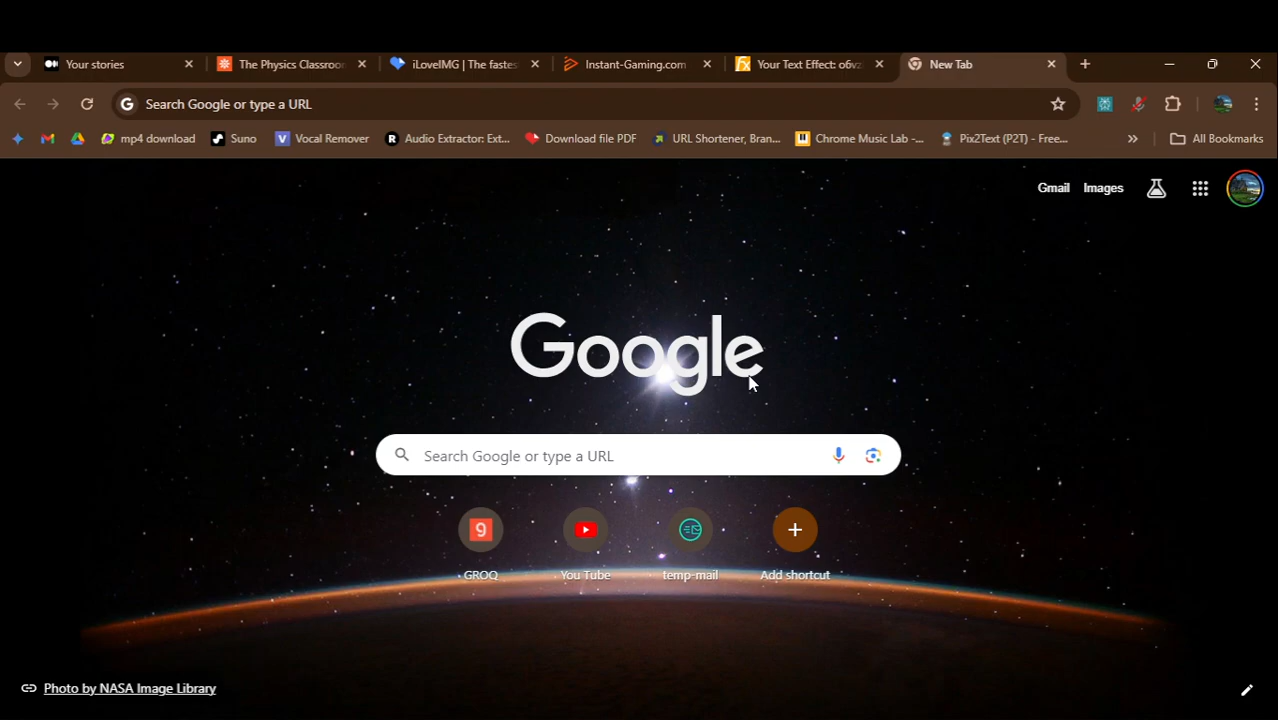 Your stories
The Physics Classroom
iLoveIMG | The fastes
Instant-Gaming.com
Your Text Effect: o6vz
New Tab
Search Google or type a URL
mp4 download
Suno
Vocal Remover
Audio Extractor: Ext...
Download file PDF
URL Shortener, Bran...
Chrome Music Lab -...
Pix2Text (P2T) - Free...
All Bookmarks
Gmail
Images
Google
Search Google or type a URL
GROQ
You Tube
temp-mail
Add shortcut
Photo by NASA Image Library